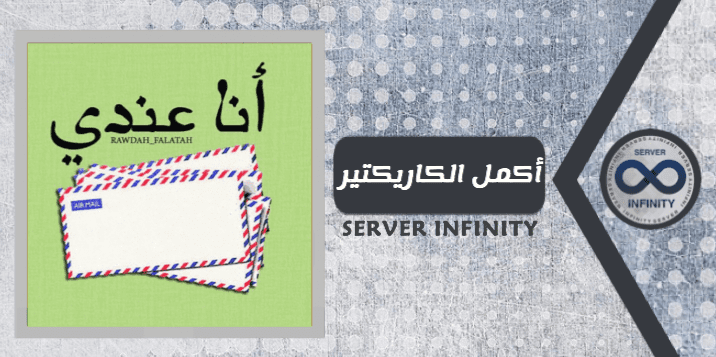 أنا عندي
RAWDAH_FALATAH
AIR MAIL
أكمل الكاريكتير
SERVER INFINITY
SERVER
INFINITY